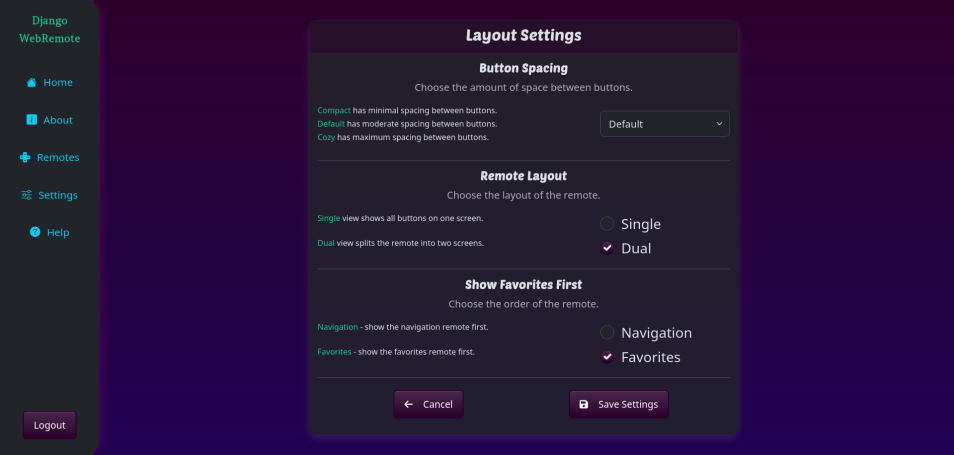 Django
WebRemote
Home
About
Remotes
Settings
Help
Logout
Layout Settings
Button Spacing
Choose the amount of space between buttons.
Compact has minimal spacing between buttons.
Default has moderate spacing between buttons.
Cozy has maximum spacing between buttons.
Default
Remote Layout
Choose the layout of the remote.
Single view shows all buttons on one screen.
Single
Dual view splits the remote into two screens.
Dual
Show Favorites First
Choose the order of the remote.
Navigation - show the navigation remote first.
Navigation
Favorites - show the favorites remote first.
Favorites
Cancel
Save Settings